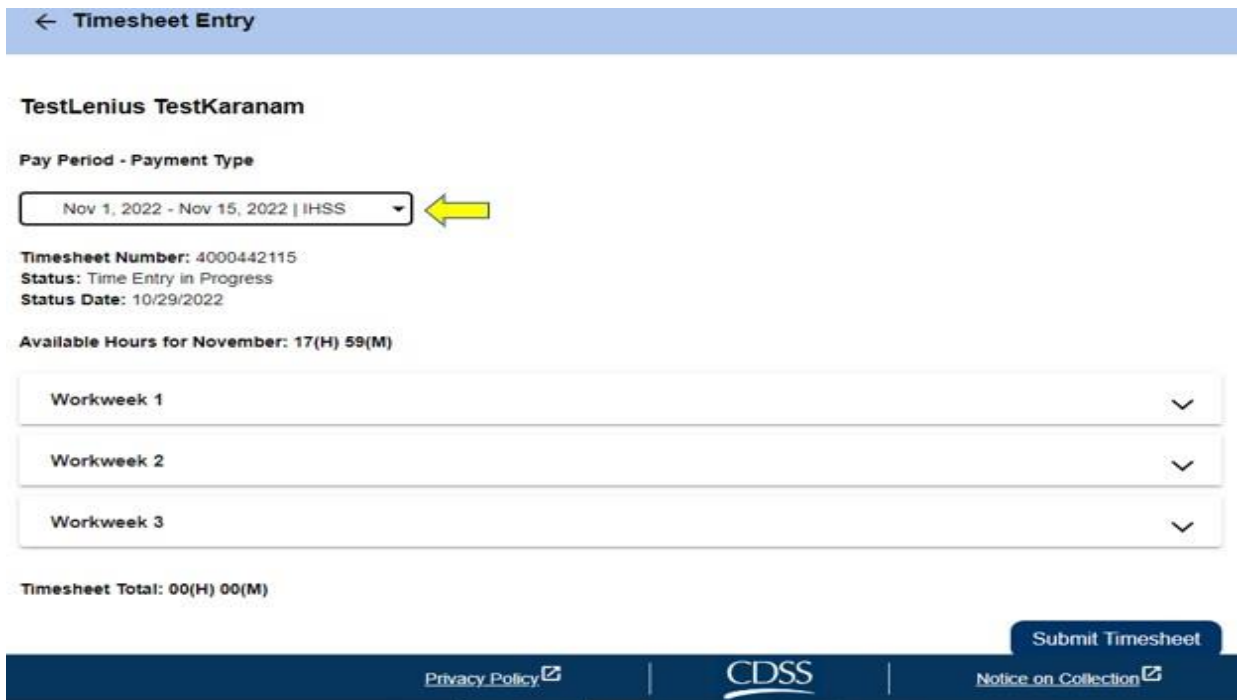 Timesheet Entry
TestLenius TestKaranam
Pay Period - Payment Type
Nov 1, 2022 - Nov 15, 2022 | IHSS
Timesheet Number: 4000442115
Status: Time Entry in Progress
Status Date: 10/29/2022
Available Hours for November: 17(H) 59(M)
Workweek 1
Workweek 2
Workweek 3
Timesheet Total: 00(H) 00(M)
Submit Timesheet
Privacy Policy | CDSS | Notice on Collection